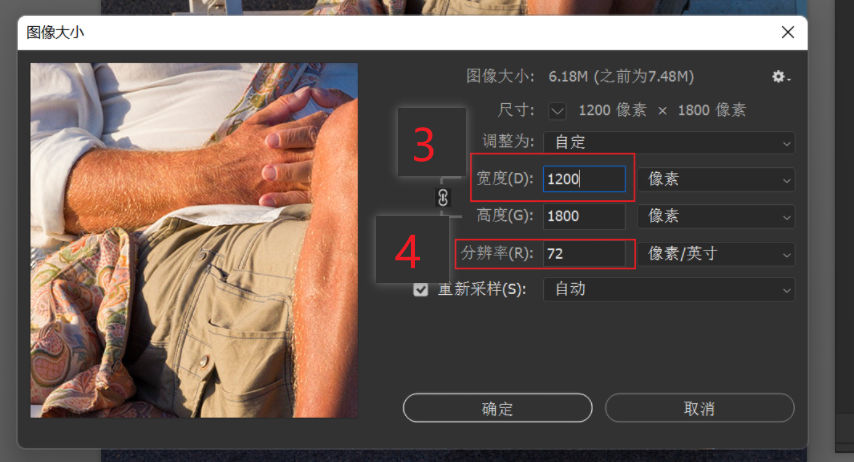 图像大小
图像大小: 6.18M (之前为7.48M)
尺寸: 1200 像素 × 1800 像素
3
调整为: 自定
宽度(D): 1200 像素
高度(G): 1800 像素
4
分辨率(R): 72 像素/英寸
重新采样(S): 自动
确定 取消